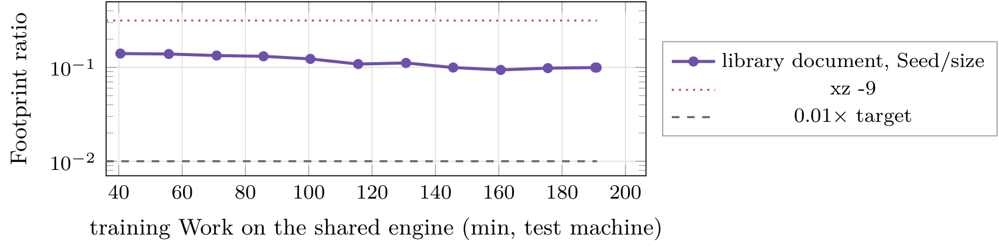 Footprint ratio
10⁻¹
10⁻²
40 60 80 100 120 140 160 180 200
training Work on the shared engine (min, test machine)
library document, Seed/size
xz -9
0.01× target